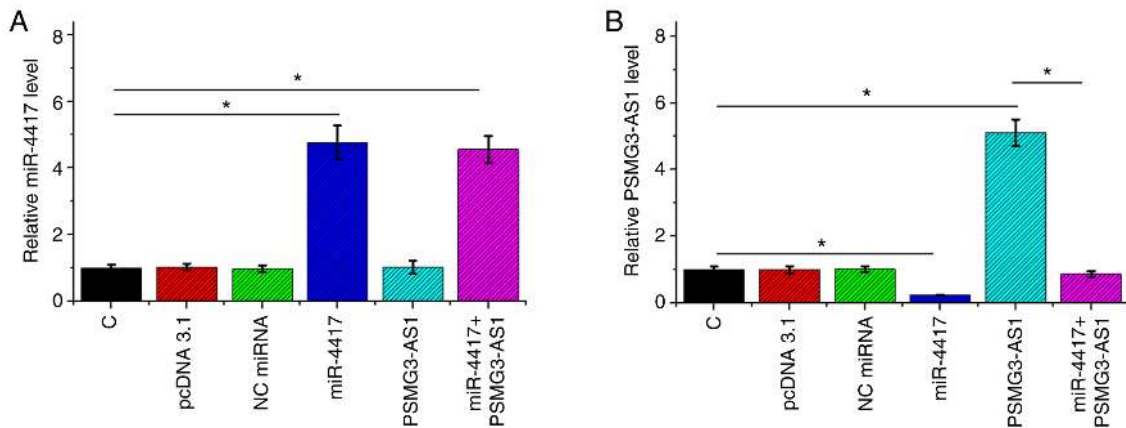 A
Relative miR-4417 level
8
6
4
2
0
*
*
C
pcDNA 3.1
NC miRNA
miR-4417
PSMG3-AS1
miR-4417+
PSMG3-AS1
B
Relative PSMG3-AS1 level
8
6
4
2
0
*
*
*
C
pcDNA 3.1
NC miRNA
miR-4417
PSMG3-AS1
miR-4417+
PSMG3-AS1